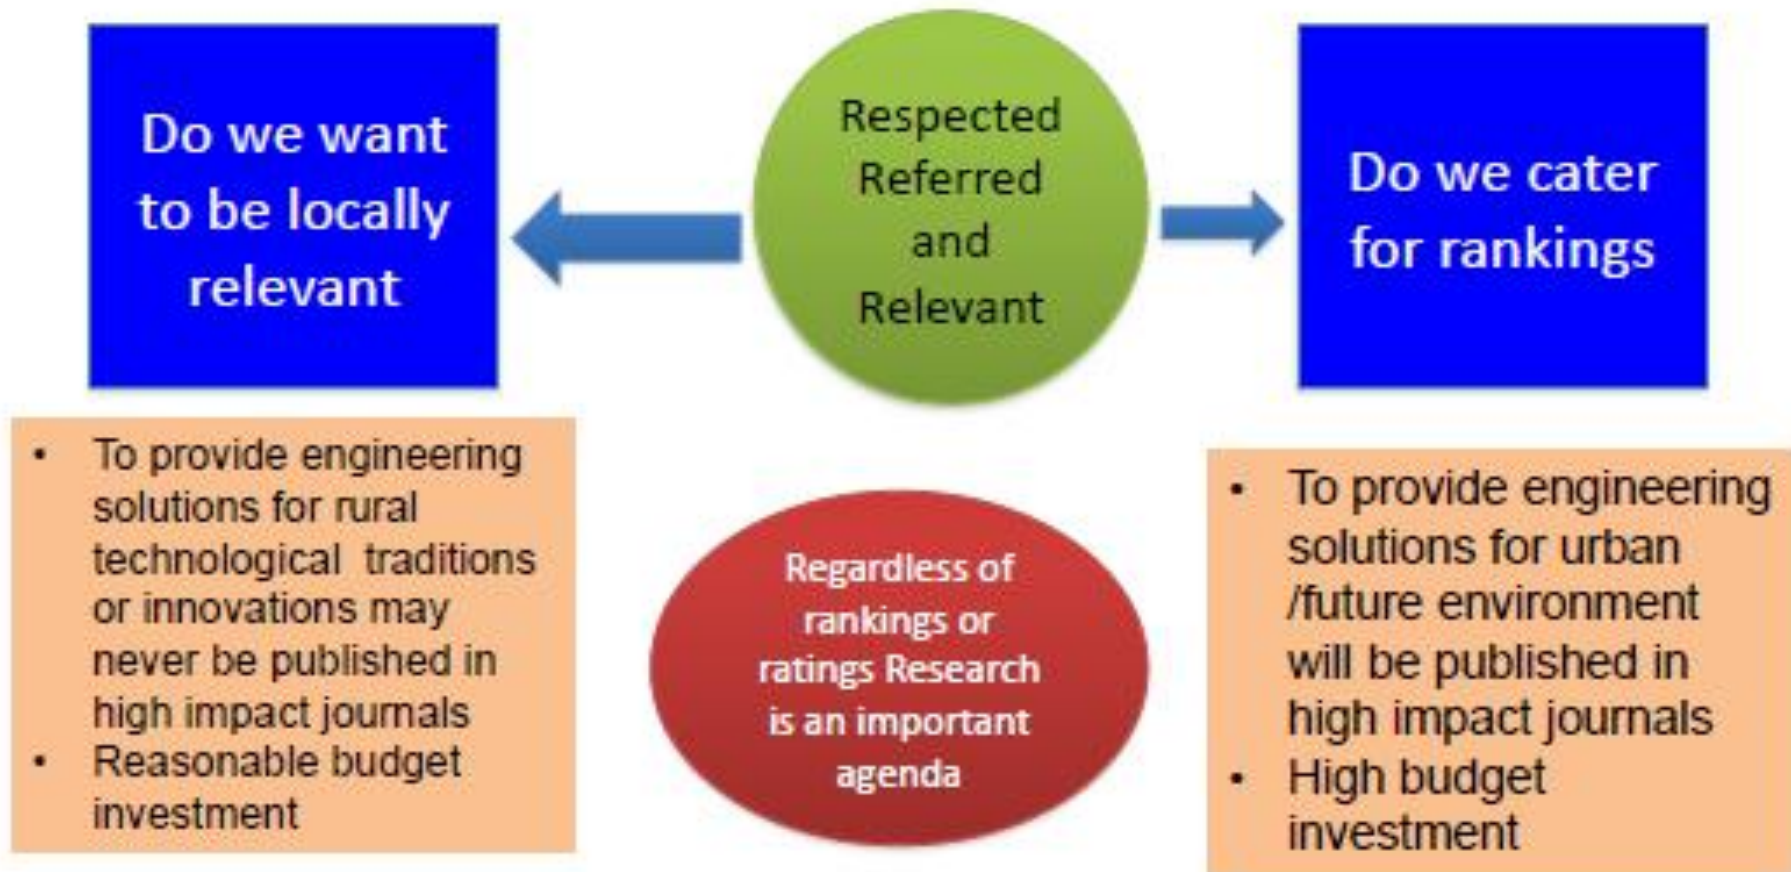 Do we want
to be locally
relevant
Respected
Referred
and
Relevant
Do we cater
for rankings
• To provide engineering
solutions for rural
technological traditions
or innovations may
never be published in
high impact journals
• Reasonable budget
investment
Regardless of
rankings or
ratings Research
is an important
agenda
• To provide engineering
solutions for urban
/future environment
will be published in
high impact journals
• High budget
investment